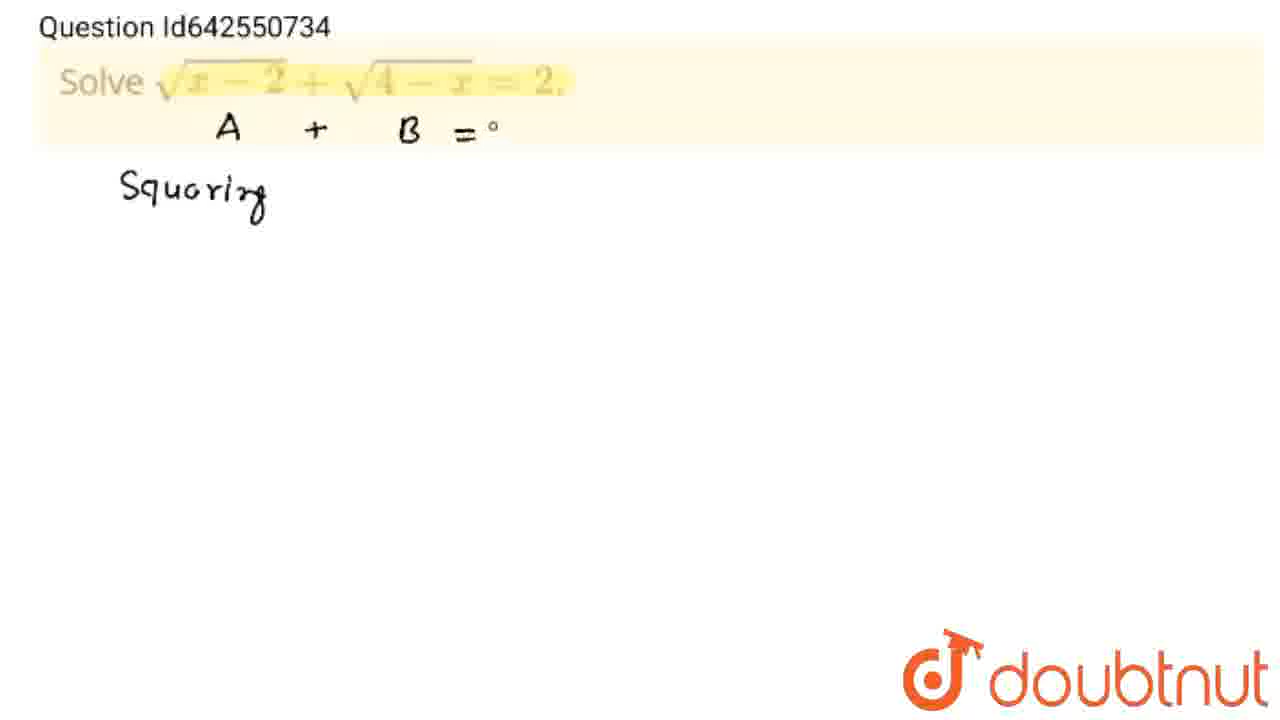 Question Id642550734
Solve √x − 2 + √4 − x = 2.
A + B =
Squaring
doubtnut